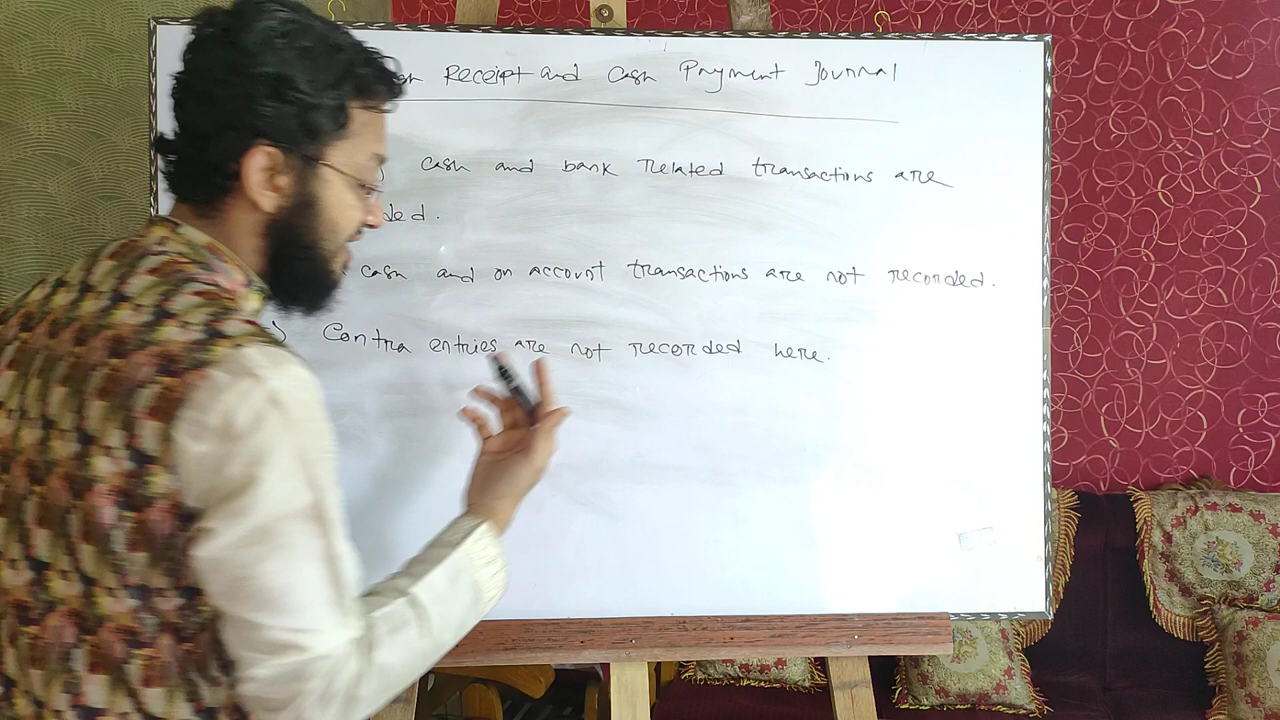 Receipt and Cash Payment Journal
) cash and bank related transactions are
ded.
cash and on account transactions are not recorded.
) Contra entries are not recorded here.